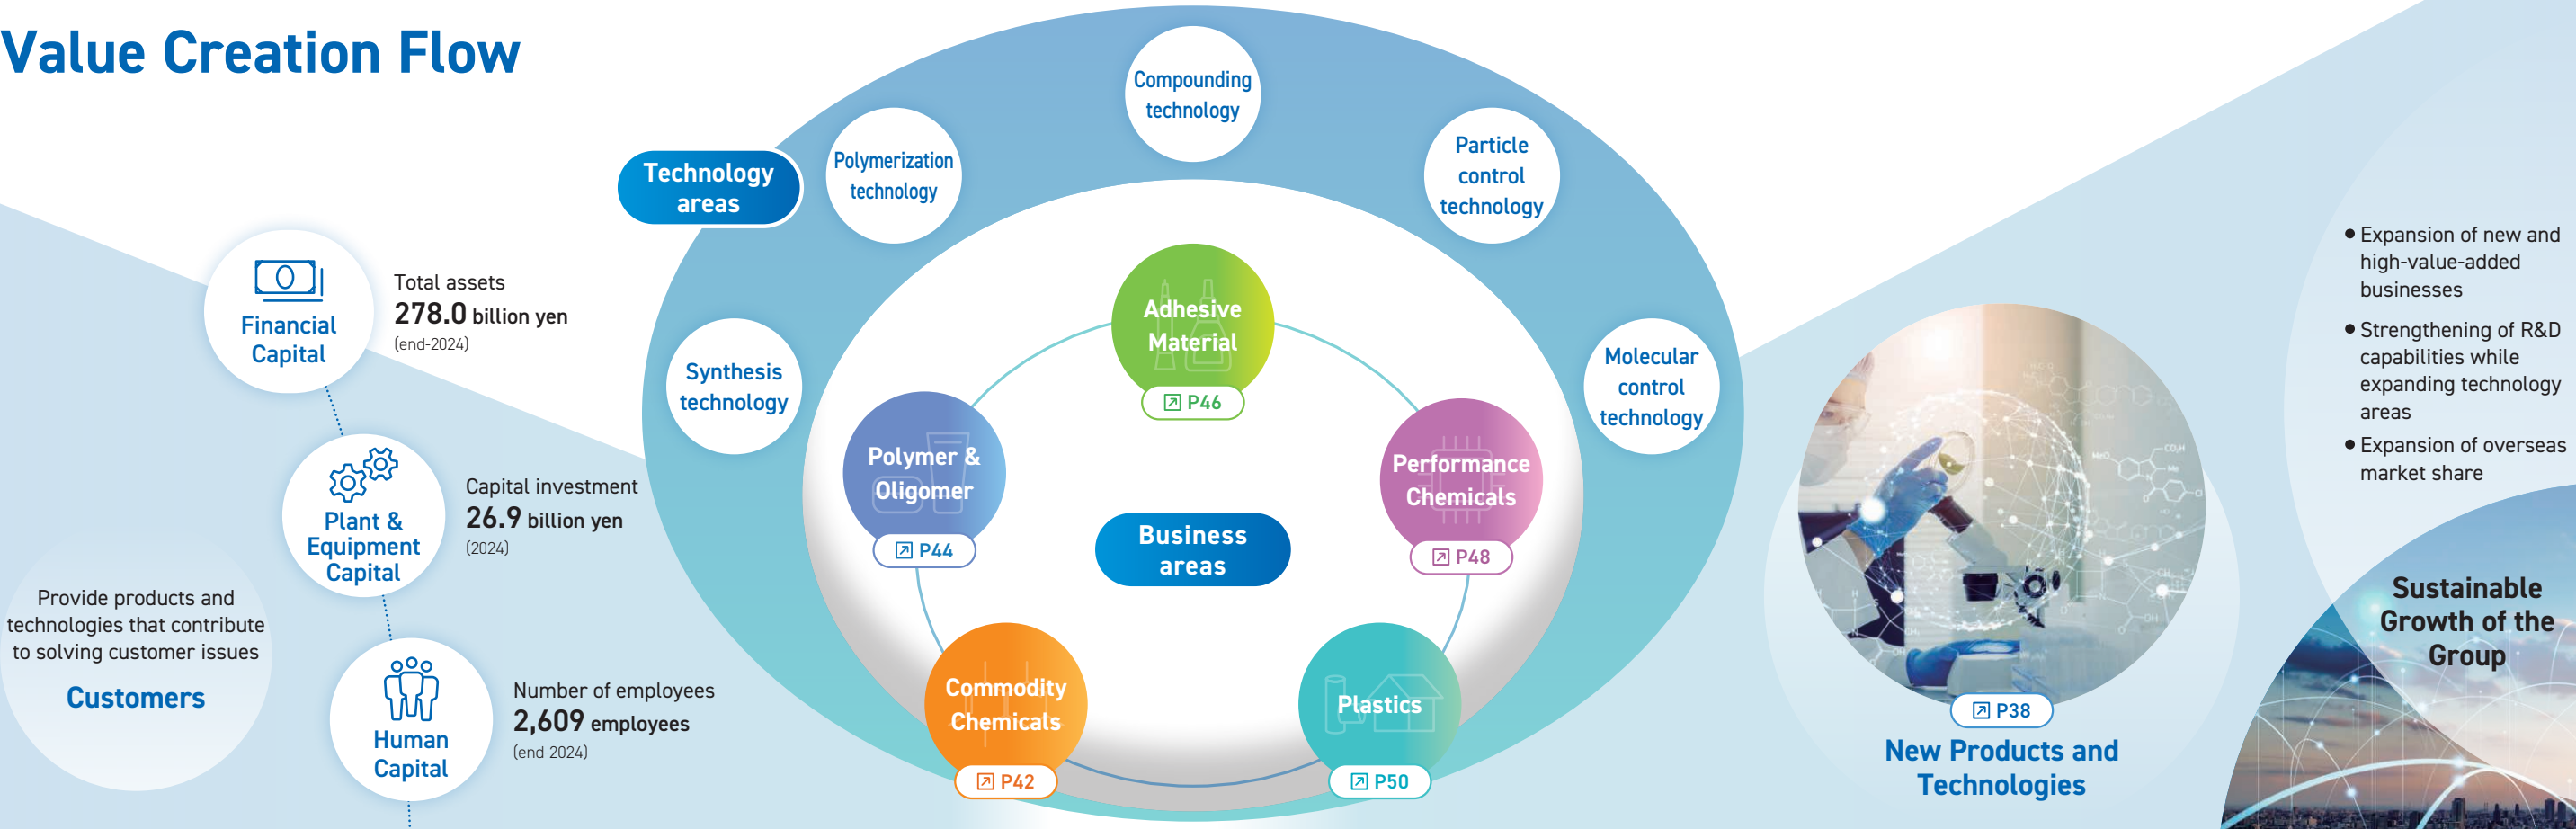 Value Creation Flow
Financial
Capital
Total assets
278.0 billion yen
(end-2024)
Plant &
Equipment
Capital
Capital investment
26.9 billion yen
(2024)
Human
Capital
Number of employees
2,609 employees
(end-2024)
Provide products and
technologies that contribute
to solving customer issues
Customers
Technology
areas
Synthesis
technology
Polymerization
technology
Compounding
technology
Particle
control
technology
Molecular
control
technology
Business
areas
Adhesive
Material
P46
Polymer &
Oligomer
P44
Performance
Chemicals
P48
Commodity
Chemicals
P42
Plastics
P50
P38
New Products and
Technologies
• Expansion of new and
high-value-added
businesses
• Strengthening of R&D
capabilities while
expanding technology
areas
• Expansion of overseas
market share
Sustainable
Growth of the
Group